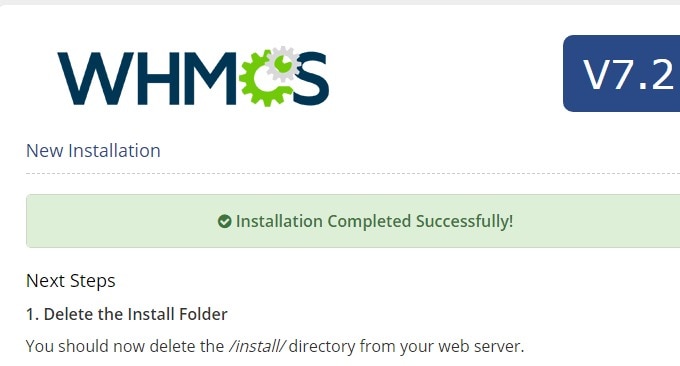 WHMCS
V7.2
New Installation
Installation Completed Successfully!
Next Steps
1. Delete the Install Folder
You should now delete the /install/ directory from your web server.